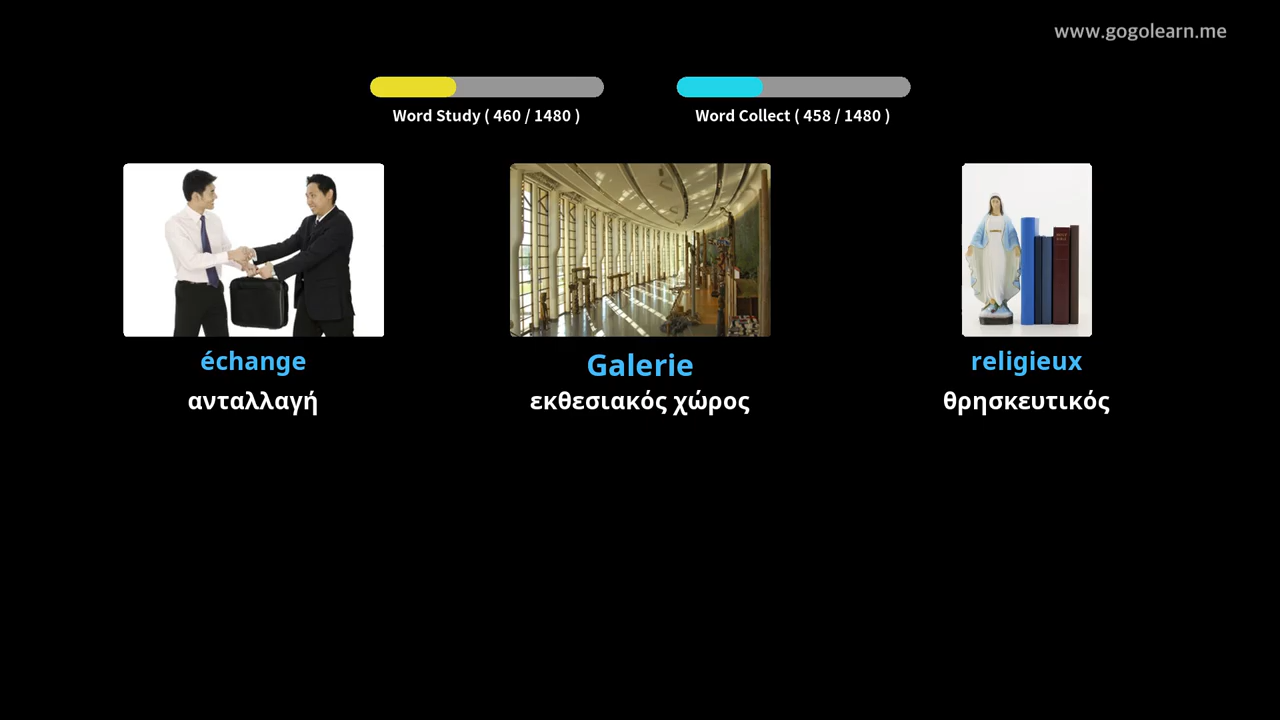 www.gogolearn.me
Word Study ( 460 / 1480 )
Word Collect ( 458 / 1480 )
échange
Galerie
religieux
ανταλλαγή
εκθεσιακός χώρος
θρησκευτικός